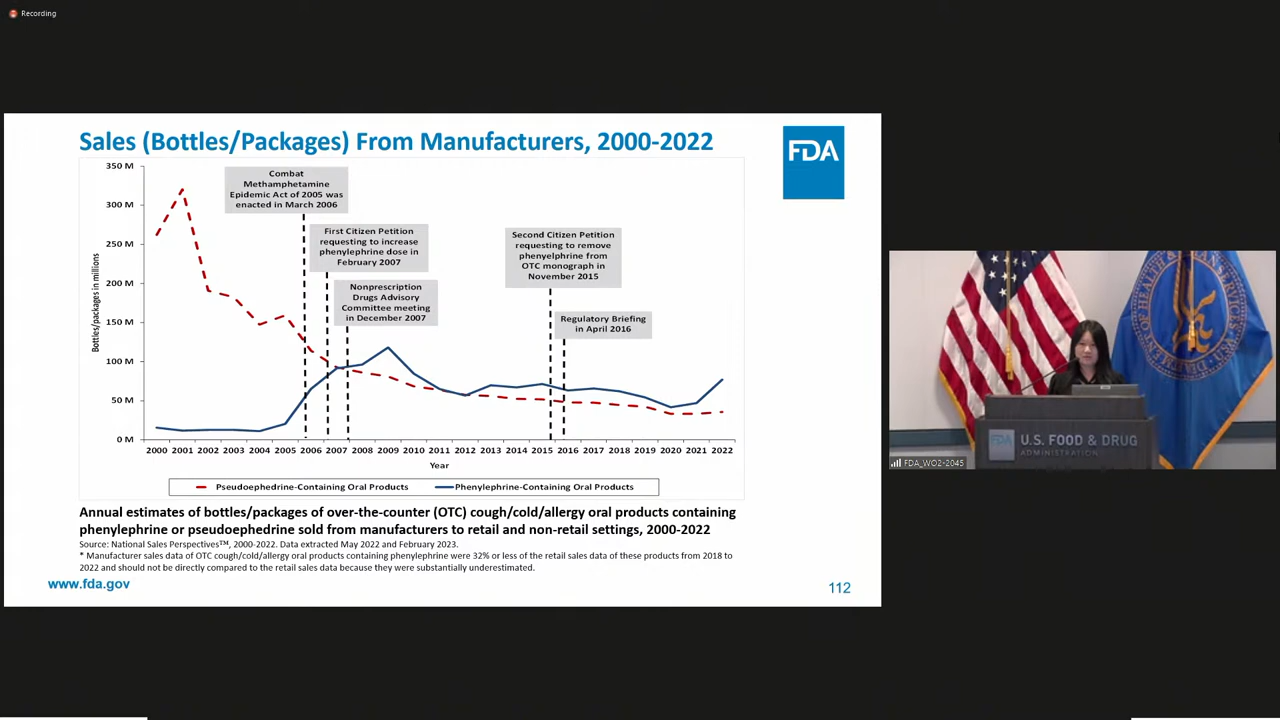 Recording
Sales (Bottles/Packages) From Manufacturers, 2000-2022
FDA
350 M
300 M
250 M
200 M
150 M
100 M
50 M
0 M
Bottles/packages in millions
Combat
Methamphetamine
Epidemic Act of 2005 was
enacted in March 2006
First Citizen Petition
requesting to increase
phenylephrine dose in
February 2007
Nonprescription
Drugs Advisory
Committee meeting
in December 2007
Second Citizen Petition
requesting to remove
phenyelphrine from
OTC monograph in
November 2015
Regulatory Briefing
in April 2016
2000 2001 2002 2003 2004 2005 2006 2007 2008 2009 2010 2011 2012 2013 2014 2015 2016 2017 2018 2019 2020 2021 2022
Year
Pseudoephedrine-Containing Oral Products Phenylephrine-Containing Oral Products
Annual estimates of bottles/packages of over-the-counter (OTC) cough/cold/allergy oral products containing
phenylephrine or pseudoephedrine sold from manufacturers to retail and non-retail settings, 2000-2022
Source: National Sales Perspectives™, 2000-2022. Data extracted May 2022 and February 2023.
* Manufacturer sales data of OTC cough/cold/allergy oral products containing phenylephrine were 32% or less of the retail sales data of these products from 2018 to
2022 and should not be directly compared to the retail sales data because they were substantially underestimated.
www.fda.gov
112
FDA
U.S. FOOD & DRUG
ADMINISTRATION
FDA_WO2-2045